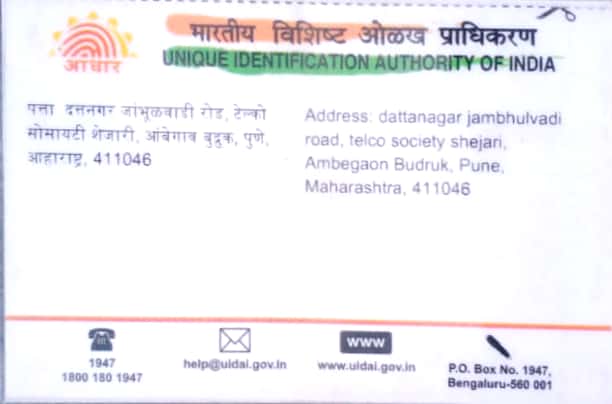 आधार
भारतीय विशिष्ट ओळख प्राधिकरण
UNIQUE IDENTIFICATION AUTHORITY OF INDIA
पत्ता दत्तनगर जांभूळवाडी रोड, टेल्को
सोसायटी शेजारी, आंबेगाव बुद्रुक, पुणे,
आहाराष्ट्र, 411046
Address: dattanagar jambhulvadi
road, telco society shejari,
Ambegaon Budruk, Pune,
Maharashtra, 411046
1947
1800 180 1947
help@uidai.gov.in
www
www.uidai.gov.in
P.O. Box No. 1947,
Bengaluru-560 001